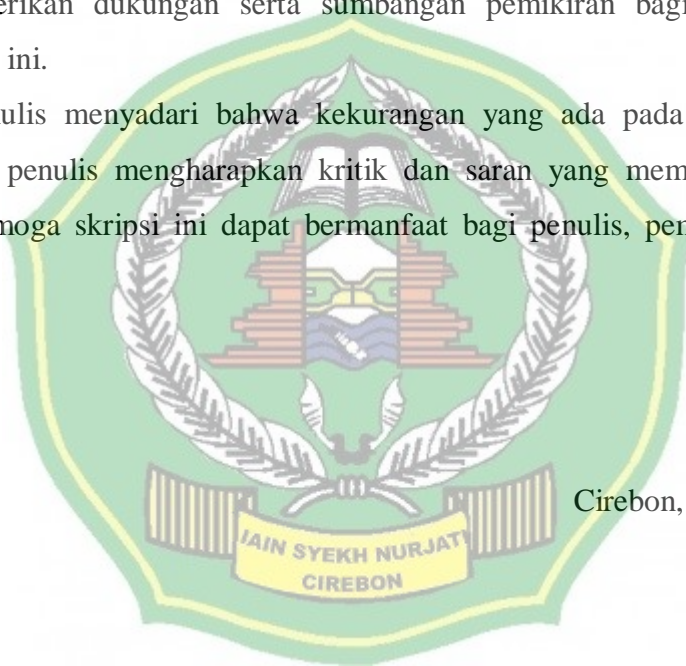 erikan dukungan serta sumbangan pemikiran bagi
ini.
ulis menyadari bahwa kekurangan yang ada pada
penulis mengharapkan kritik dan saran yang mem
moga skripsi ini dapat bermanfaat bagi penulis, pem
Cirebon,
IAIN SYEKH NURJATI
CIREBON